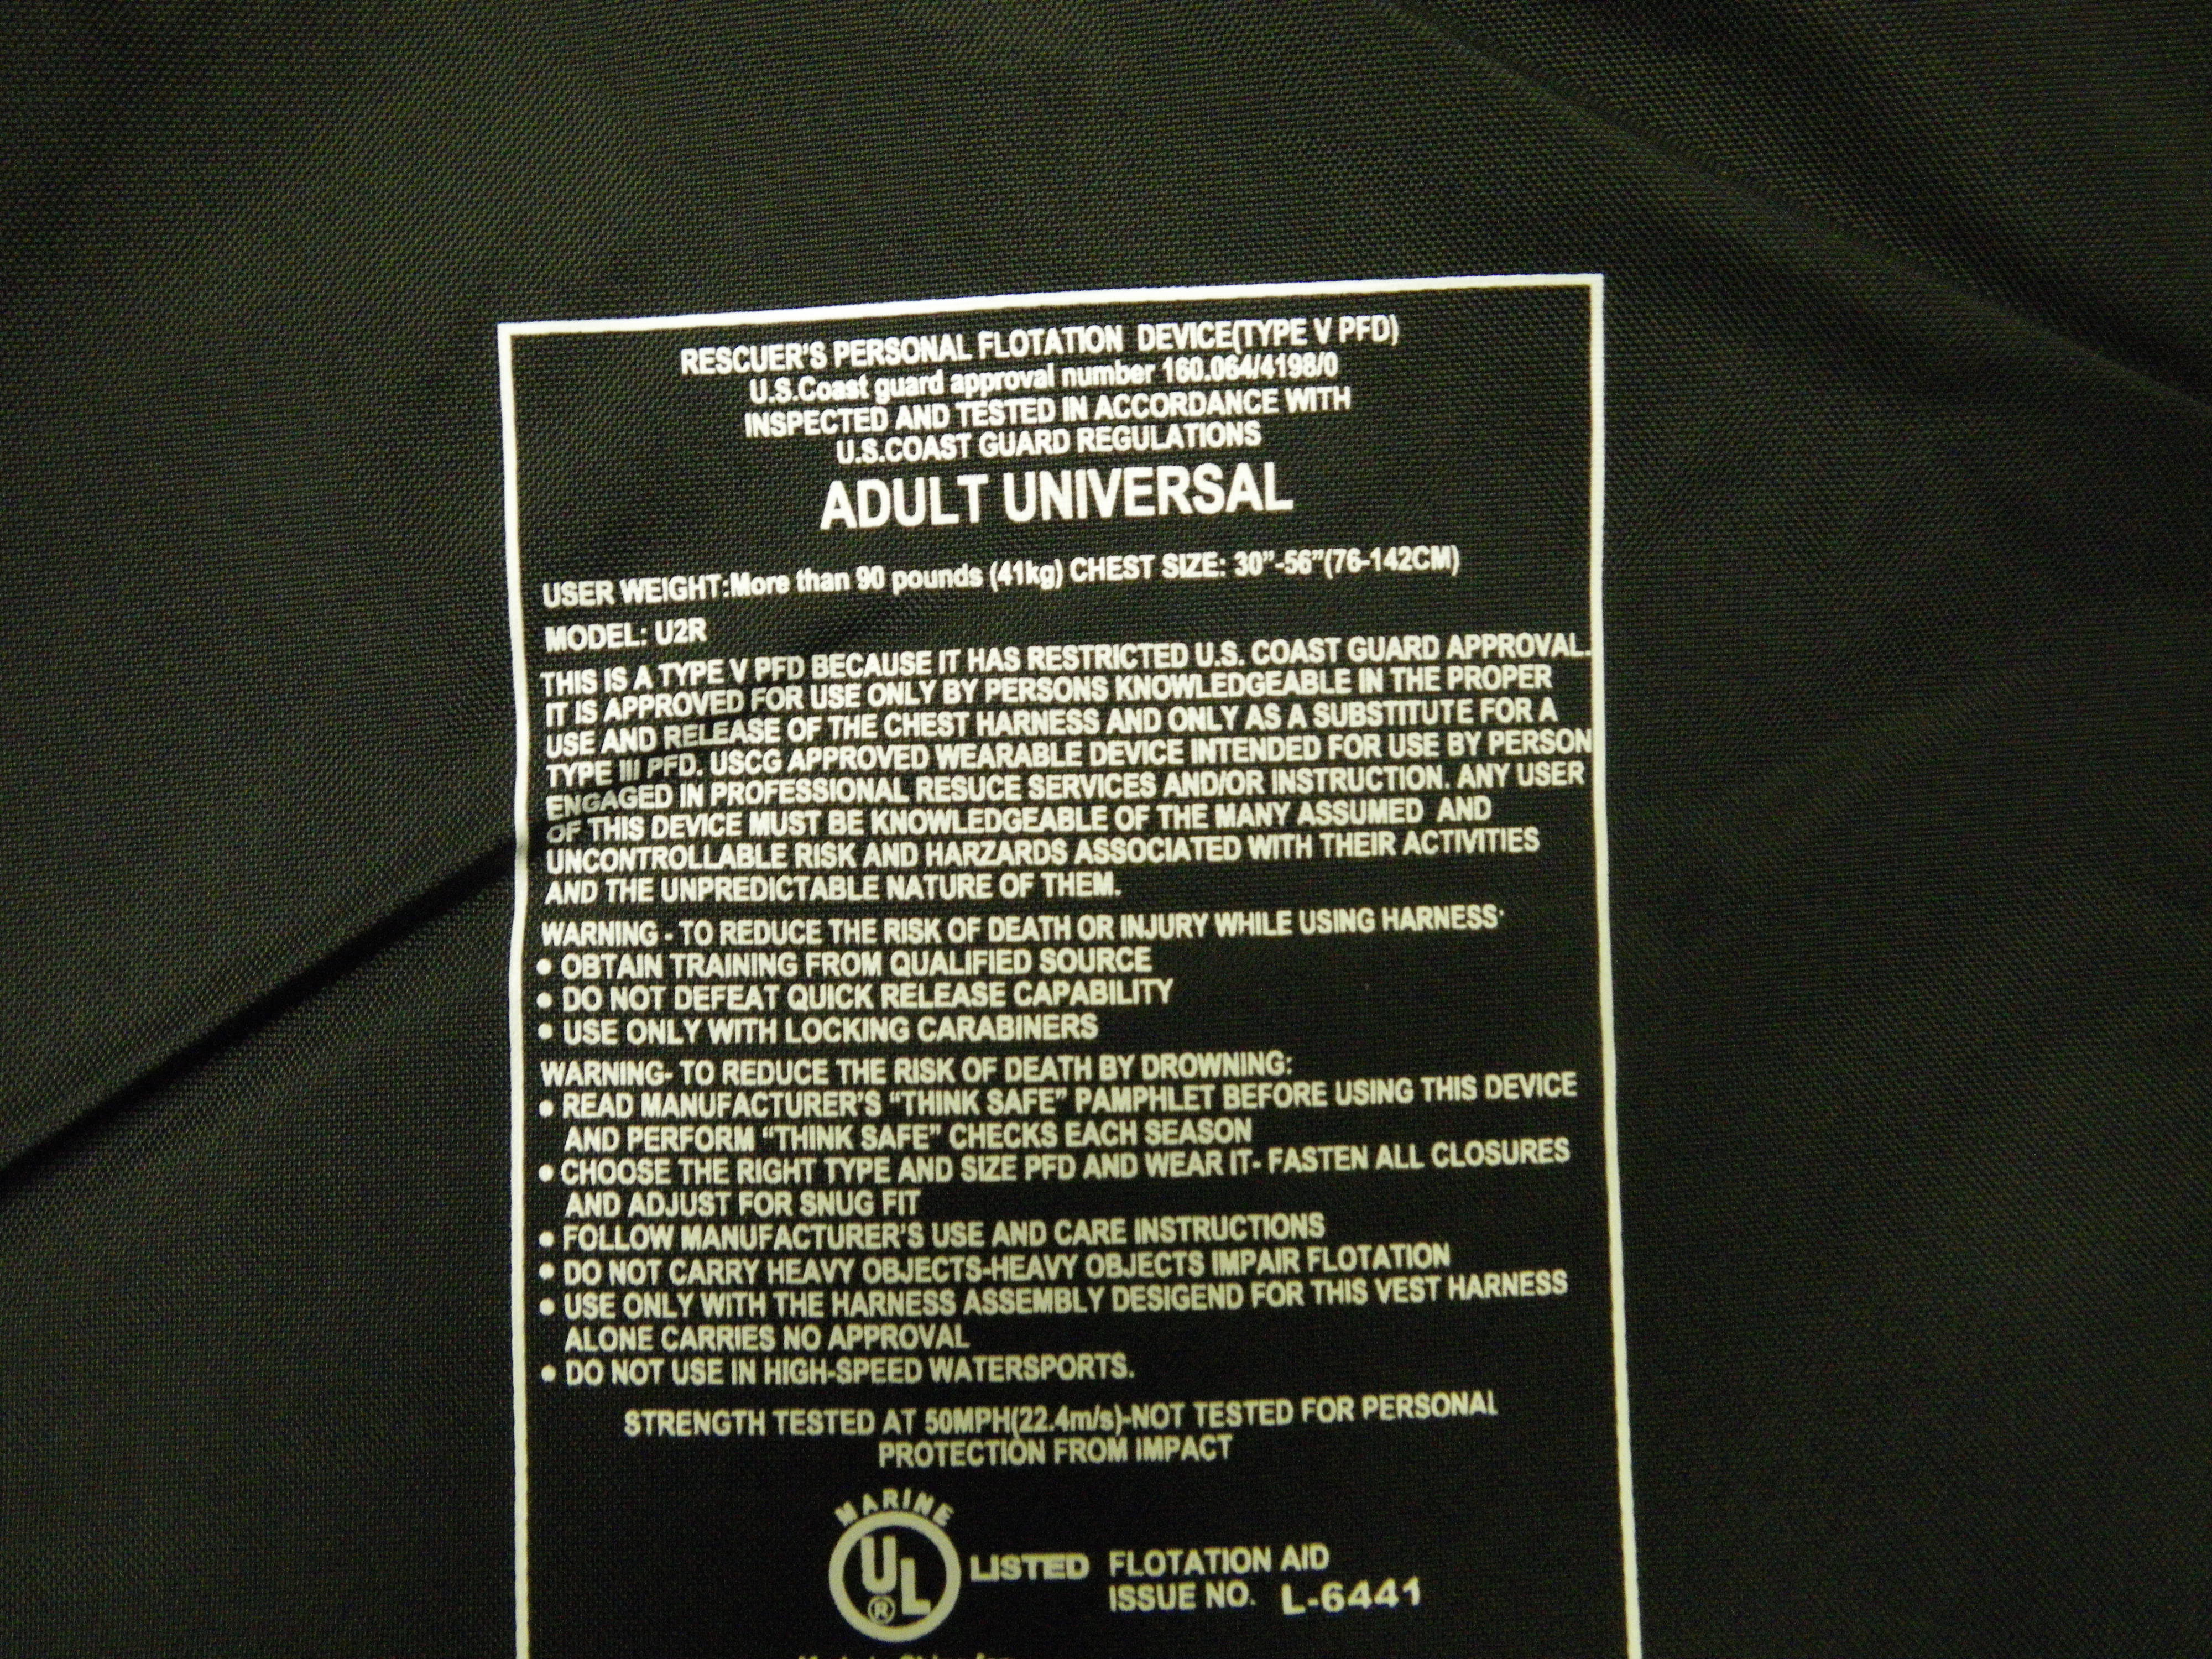 RESCUER'S PERSONAL FLOTATION DEVICE(TYPE V PFD)
U.S.Coast guard approval number 160.064/4198/0
INSPECTED AND TESTED IN ACCORDANCE WITH
U.S.COAST GUARD REGULATIONS
ADULT UNIVERSAL
USER WEIGHT:More than 90 pounds (41kg) CHEST SIZE: 30”-56”(76-142CM)
MODEL: U2R
THIS IS A TYPE V PFD BECAUSE IT HAS RESTRICTED U.S. COAST GUARD APPROVAL.
IT IS APPROVED FOR USE ONLY BY PERSONS KNOWLEDGEABLE IN THE PROPER
USE AND RELEASE OF THE CHEST HARNESS AND ONLY AS A SUBSTITUTE FOR A
TYPE III PFD. USCG APPROVED WEARABLE DEVICE INTENDED FOR USE BY PERSON
ENGAGED IN PROFESSIONAL RESUCE SERVICES AND/OR INSTRUCTION. ANY USER
OF THIS DEVICE MUST BE KNOWLEDGEABLE OF THE MANY ASSUMED AND
UNCONTROLLABLE RISK AND HARZARDS ASSOCIATED WITH THEIR ACTIVITIES
AND THE UNPREDICTABLE NATURE OF THEM.
WARNING - TO REDUCE THE RISK OF DEATH OR INJURY WHILE USING HARNESS·
• OBTAIN TRAINING FROM QUALIFIED SOURCE
• DO NOT DEFEAT QUICK RELEASE CAPABILITY
• USE ONLY WITH LOCKING CARABINERS
WARNING- TO REDUCE THE RISK OF DEATH BY DROWNING:
• READ MANUFACTURER'S “THINK SAFE” PAMPHLET BEFORE USING THIS DEVICE
AND PERFORM “THINK SAFE” CHECKS EACH SEASON
• CHOOSE THE RIGHT TYPE AND SIZE PFD AND WEAR IT- FASTEN ALL CLOSURES
AND ADJUST FOR SNUG FIT
• FOLLOW MANUFACTURER'S USE AND CARE INSTRUCTIONS
• DO NOT CARRY HEAVY OBJECTS-HEAVY OBJECTS IMPAIR FLOTATION
• USE ONLY WITH THE HARNESS ASSEMBLY DESIGEND FOR THIS VEST HARNESS
ALONE CARRIES NO APPROVAL
• DO NOT USE IN HIGH-SPEED WATERSPORTS.
STRENGTH TESTED AT 50MPH(22.4m/s)-NOT TESTED FOR PERSONAL
PROTECTION FROM IMPACT
MARINE
UL ®
LISTED FLOTATION AID
ISSUE NO. L-6441